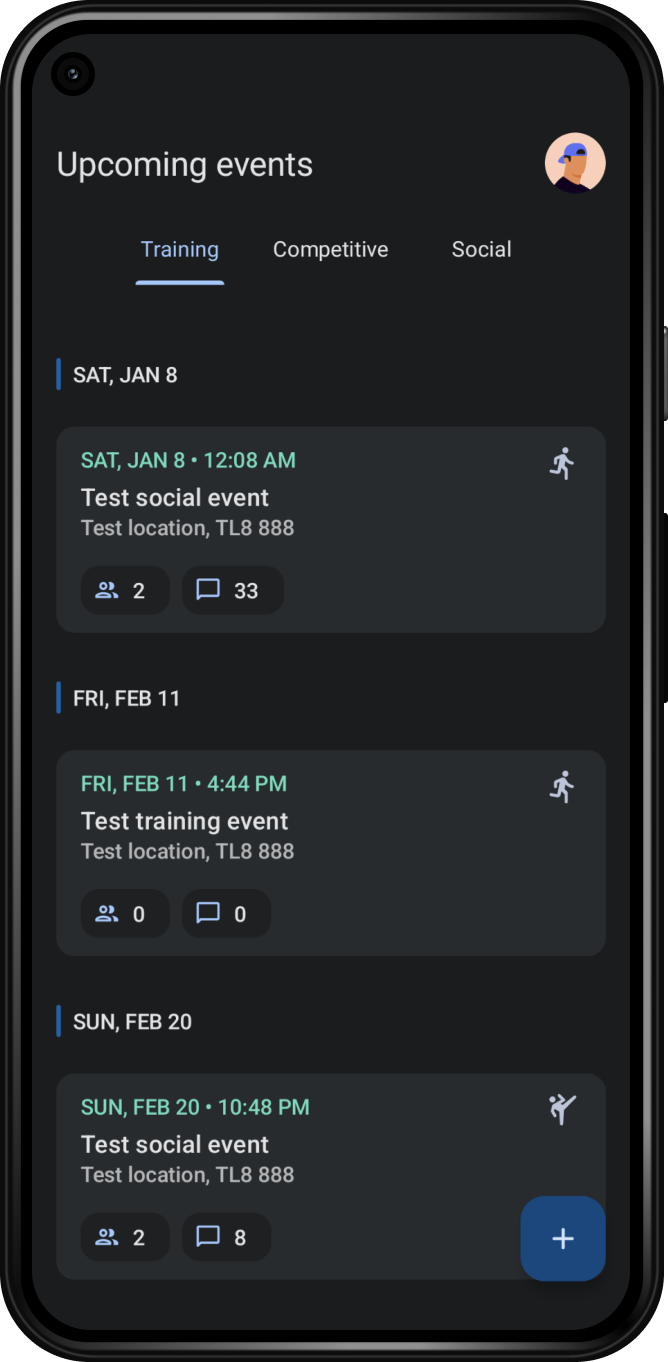 Upcoming events
Training Competitive Social
SAT, JAN 8
SAT, JAN 8 • 12:08 AM
Test social event
Test location, TL8 888
2 33
FRI, FEB 11
FRI, FEB 11 • 4:44 PM
Test training event
Test location, TL8 888
0 0
SUN, FEB 20
SUN, FEB 20 • 10:48 PM
Test social event
Test location, TL8 888
2 8